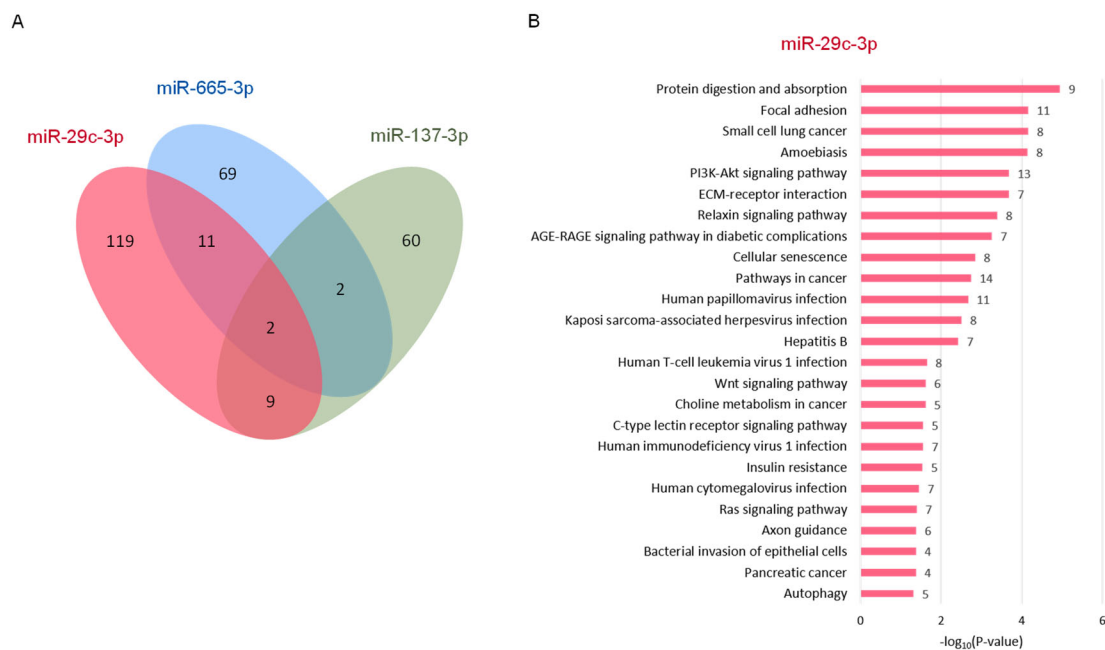 A
miR-665-3p
miR-29c-3p
miR-137-3p
69
119
11
60
2
2
9
B
miR-29c-3p
Protein digestion and absorption 9
Focal adhesion 11
Small cell lung cancer 8
Amoebiasis 8
PI3K-Akt signaling pathway 13
ECM-receptor interaction 7
Relaxin signaling pathway 8
AGE-RAGE signaling pathway in diabetic complications 7
Cellular senescence 8
Pathways in cancer 14
Human papillomavirus infection 11
Kaposi sarcoma-associated herpesvirus infection 8
Hepatitis B 7
Human T-cell leukemia virus 1 infection 8
Wnt signaling pathway 6
Choline metabolism in cancer 5
C-type lectin receptor signaling pathway 5
Human immunodeficiency virus 1 infection 7
Insulin resistance 5
Human cytomegalovirus infection 7
Ras signaling pathway 7
Axon guidance 6
Bacterial invasion of epithelial cells 4
Pancreatic cancer 4
Autophagy 5
0 2 4 6
-log10(P-value)